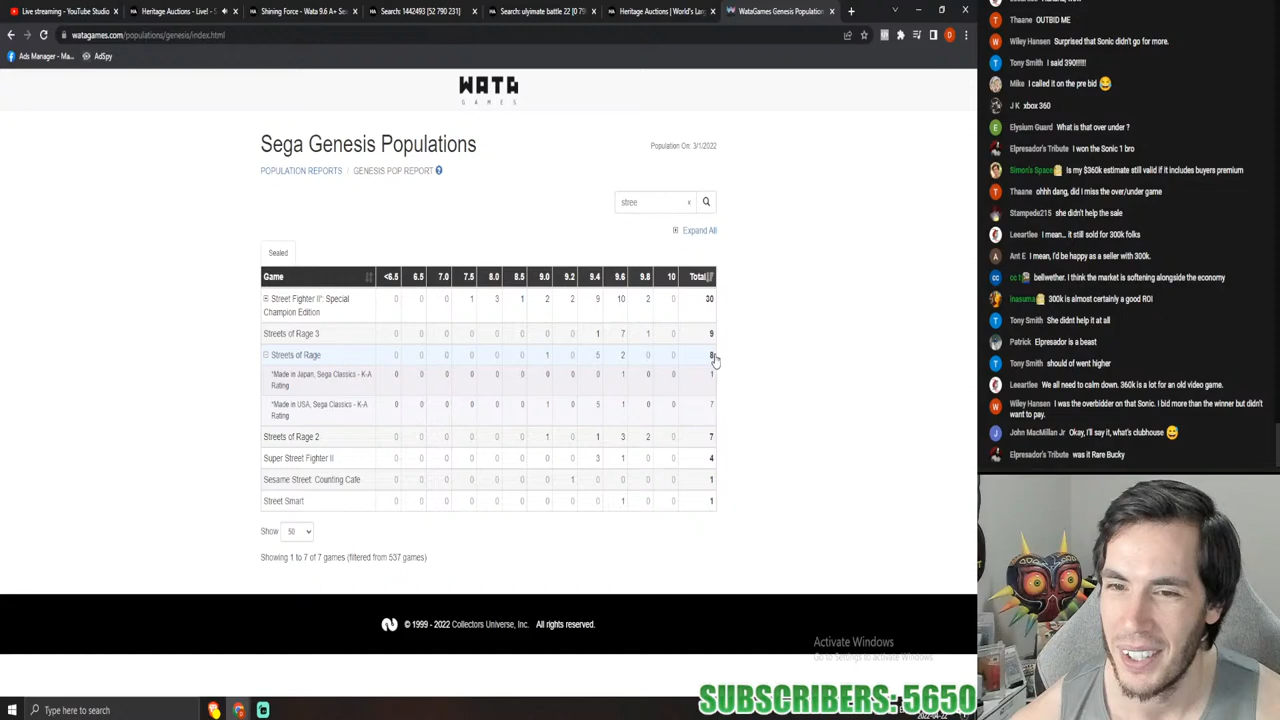 Live streaming - YouTube Studio
Heritage Auctions - Live! - S
Shining Force - Wata 9.6 A+ Sea
Search: 1442493 [52 790 231
Search: ulyimate battle 22 [0 79
Heritage Auctions | World's Larg
WataGames Genesis Population
watagames.com/populations/genesis/index.html
Ads Manager - Ma...
AdSpy
WATA
GAMES
Sega Genesis Populations
Population On: 3/1/2022
POPULATION REPORTS / GENESIS POP REPORT ?
stree x
Expand All
Sealed
Game <6.5 6.5 7.0 7.5 8.0 8.5 9.0 9.2 9.4 9.6 9.8 10 Total
Street Fighter II': Special 0 0 0 1 3 1 2 2 9 10 2 0 30
Champion Edition
Streets of Rage 3 0 0 0 0 0 0 0 0 1 7 1 0 9
Streets of Rage 0 0 0 0 0 0 1 0 5 2 0 0 8
*Made in Japan, Sega Classics - K-A 0 0 0 0 0 0 0 0 0 1 0 0 1
Rating
*Made in USA, Sega Classics - K-A 0 0 0 0 0 0 1 0 5 1 0 0 7
Rating
Streets of Rage 2 0 0 0 0 0 0 1 0 1 3 2 0 7
Super Street Fighter II 0 0 0 0 0 0 0 0 3 1 0 0 4
Sesame Street: Counting Cafe 0 0 0 0 0 0 0 1 0 0 0 0 1
Street Smart 0 0 0 0 0 0 0 0 0 1 0 0 1
Show 50
Showing 1 to 7 of 7 games (filtered from 537 games)
© 1999 - 2022 Collectors Universe, Inc. All rights reserved.
Activate Windows
Go to Settings to activate Windows.
Type here to search
SUBSCRIBERS: 5650
2022-04-22
Thaane OUTBID ME
Wiley Hansen Surprised that Sonic didn't go for more.
Tony Smith I said 390!!!!!!
Mike I called it on the pre bid 😂
J K xbox 360
Elysium Guard What is that over under ?
Elpresador's Tribute I won the Sonic 1 bro
Simon's Space Is my $360k estimate still valid if it includes buyers premium
Thaane ohhh dang, did I miss the over/under game
Stampede215 she didn't help the sale
Leeartlee I mean... it still sold for 300k folks
Ant E I mean, I'd be happy as a seller with 300k.
cc t bellwether. I think the market is softening alongside the economy
inasuma 300k is almost certainly a good ROI
Tony Smith She didnt help it at all
Patrick Elpresador is a beast
Tony Smith should of went higher
Leeartlee We all need to calm down. 360k is a lot for an old video game.
Wiley Hansen I was the overbidder on that Sonic. I bid more than the winner but didn't
want to pay.
John MacMillan Jr Okay, I'll say it, what's clubhouse 😅
Elpresador's Tribute was it Rare Bucky